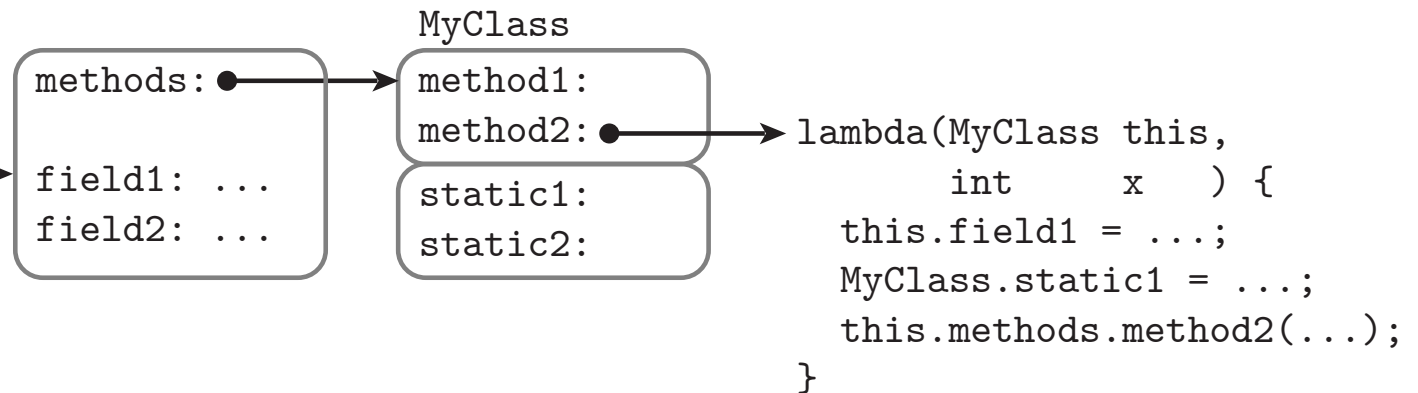 MyClass
methods:
field1: ...
field2: ...
method1:
method2:
static1:
static2:
lambda(MyClass this,
int x ) {
this.field1 = ...;
MyClass.static1 = ...;
this.methods.method2(...);
}